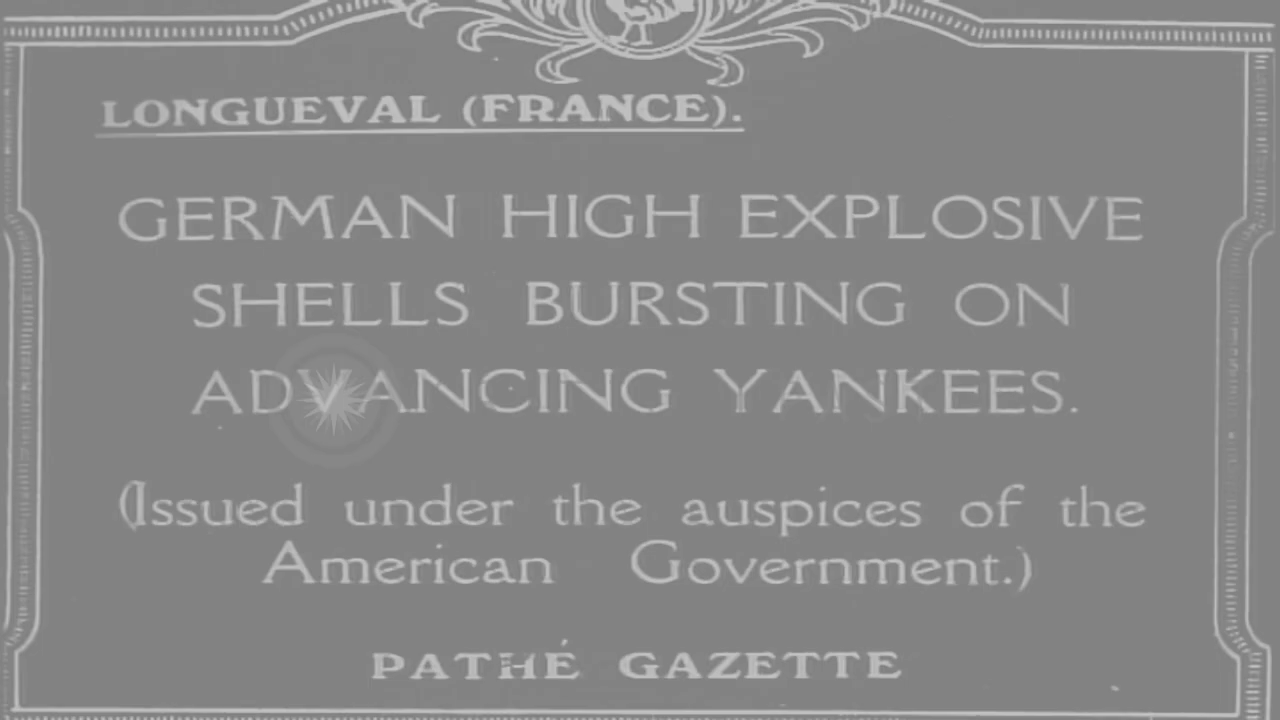 LONGUEVAL (FRANCE).
GERMAN HIGH EXPLOSIVE
SHELLS BURSTING ON
ADVANCING YANKEES.
(Issued under the auspices of the
American Government.)
PATHÉ GAZETTE